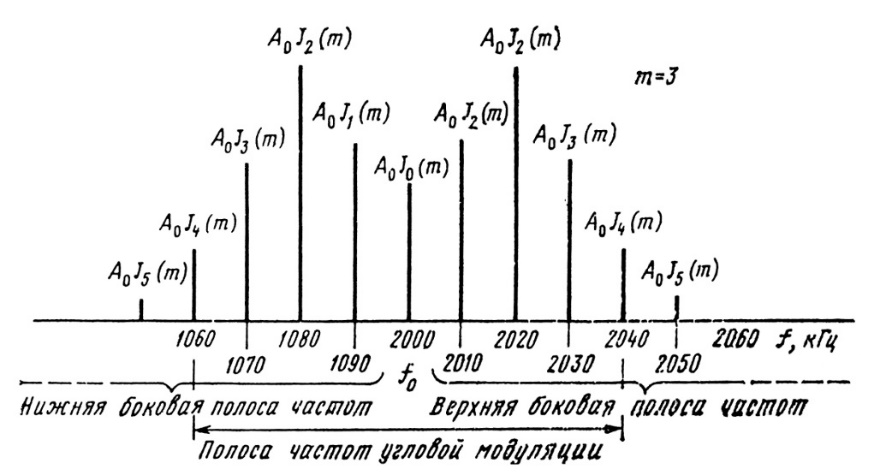 A₀J₂(m) A₀J₂(m)
m=3
A₀J₁(m) A₀J₂(m)
A₀J₃(m) A₀J₃(m)
A₀J₀(m)
A₀J₄(m) A₀J₄(m)
A₀J₅(m) A₀J₅(m)
1060 1080 2000 2020 2040 2060 f, кГц
1070 1090 f₀ 2010 2030 2050
Нижняя боковая полоса частот Верхняя боковая полоса частот
Полоса частот угловой модуляции